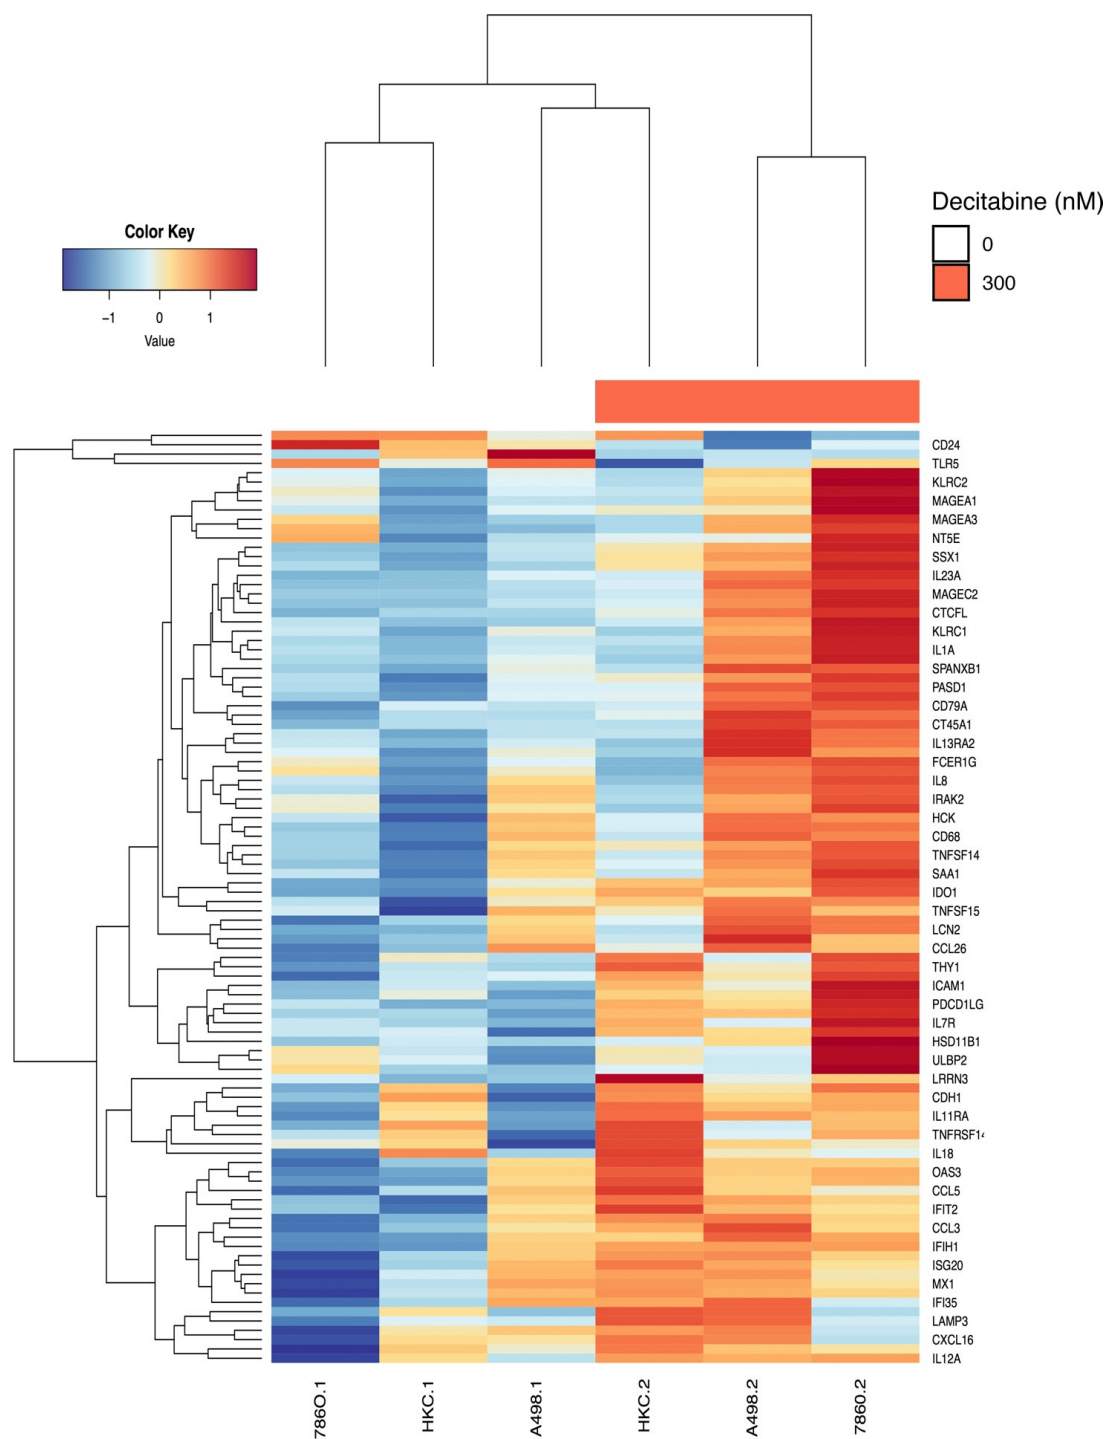 Color Key
−1
0
1
Value
Decitabine (nM)
0
300
CD24
TLR5
KLRC2
MAGEA1
MAGEA3
NT5E
SSX1
IL23A
MAGEC2
CTCFL
KLRC1
IL1A
SPANXB1
PASD1
CD79A
CT45A1
IL13RA2
FCER1G
IL8
IRAK2
HCK
CD68
TNFSF14
SAA1
IDO1
TNFSF15
LCN2
CCL26
THY1
ICAM1
PDCD1LG
IL7R
HSD11B1
ULBP2
LRRN3
CDH1
IL11RA
TNFRSF14
IL18
OAS3
CCL5
IFIT2
CCL3
IFIH1
ISG20
MX1
IFI35
LAMP3
CXCL16
IL12A
786O.1
HKC.1
A498.1
HKC.2
A498.2
7860.2